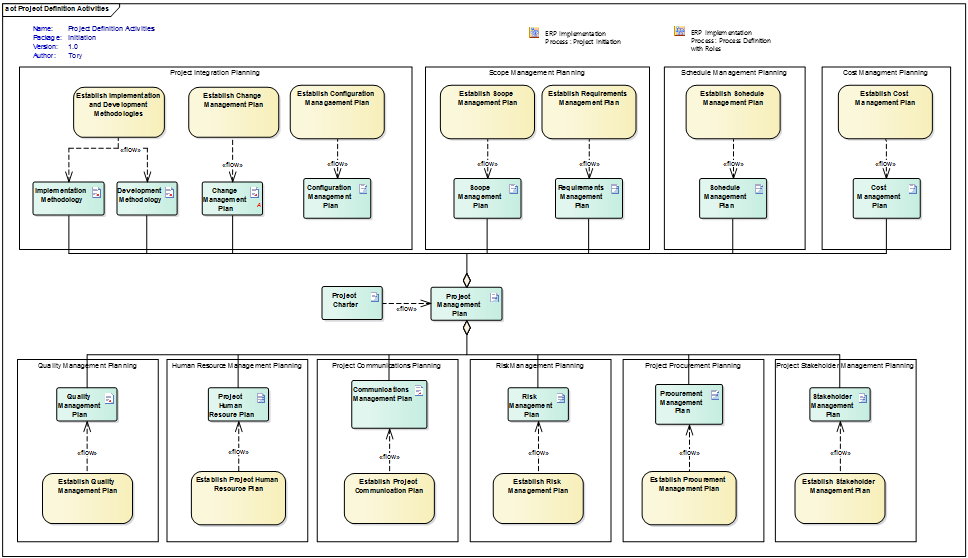 aot Project Definition Activities
Name: Project Definition Activities
Package: Initiation
Version: 1.0
Author: Tory
ERP Implementation
Process : Project Initiation
ERP Implementation
Process : Process Definition
with Roles
Project Integration Planning
Scope Management Planning
Schedule Management Planning
Cost Managment Planning
Establish Implementation
and Development
Methodologies
Establish Change
Management Plan
Establish Configuration
Managaement Plan
Establish Scope
Management Plan
Establish Requirements
Management Plan
Establish Schedule
Management Plan
Establish Cost
Management Plan
«flow»
«flow»
«flow»
«flow»
«flow»
«flow»
«flow»
Implementation
Methodology
Development
Methodology
Change
Management
Plan
A
Configuration
Management
Plan
Scope
Management
Plan
Requirements
Management
Plan
Schedule
Management
Plan
Cost
Management
Plan
Project
Charter
«flow»
Project
Management
Plan
Quality Management Planning
Human Resource Management Planning
Project Communications Planning
Risk Management Planning
Project Procurement Planning
Project Stakeholder Management Planning
Quality
Management
Plan
Project
Human
Resoure Plan
Communications
Management Plan
Risk
Management
Plan
Procurement
Management
Plan
Stakeholder
Management
Plan
«flow»
«flow»
«flow»
«flow»
«flow»
«flow»
Establish Quality
Management Plan
Establish Project Human
Resource Plan
Establish Project
Communication Plan
Establish Risk
Management Plan
Establish Procurement
Management Plan
Establish Stakeholder
Management Plan